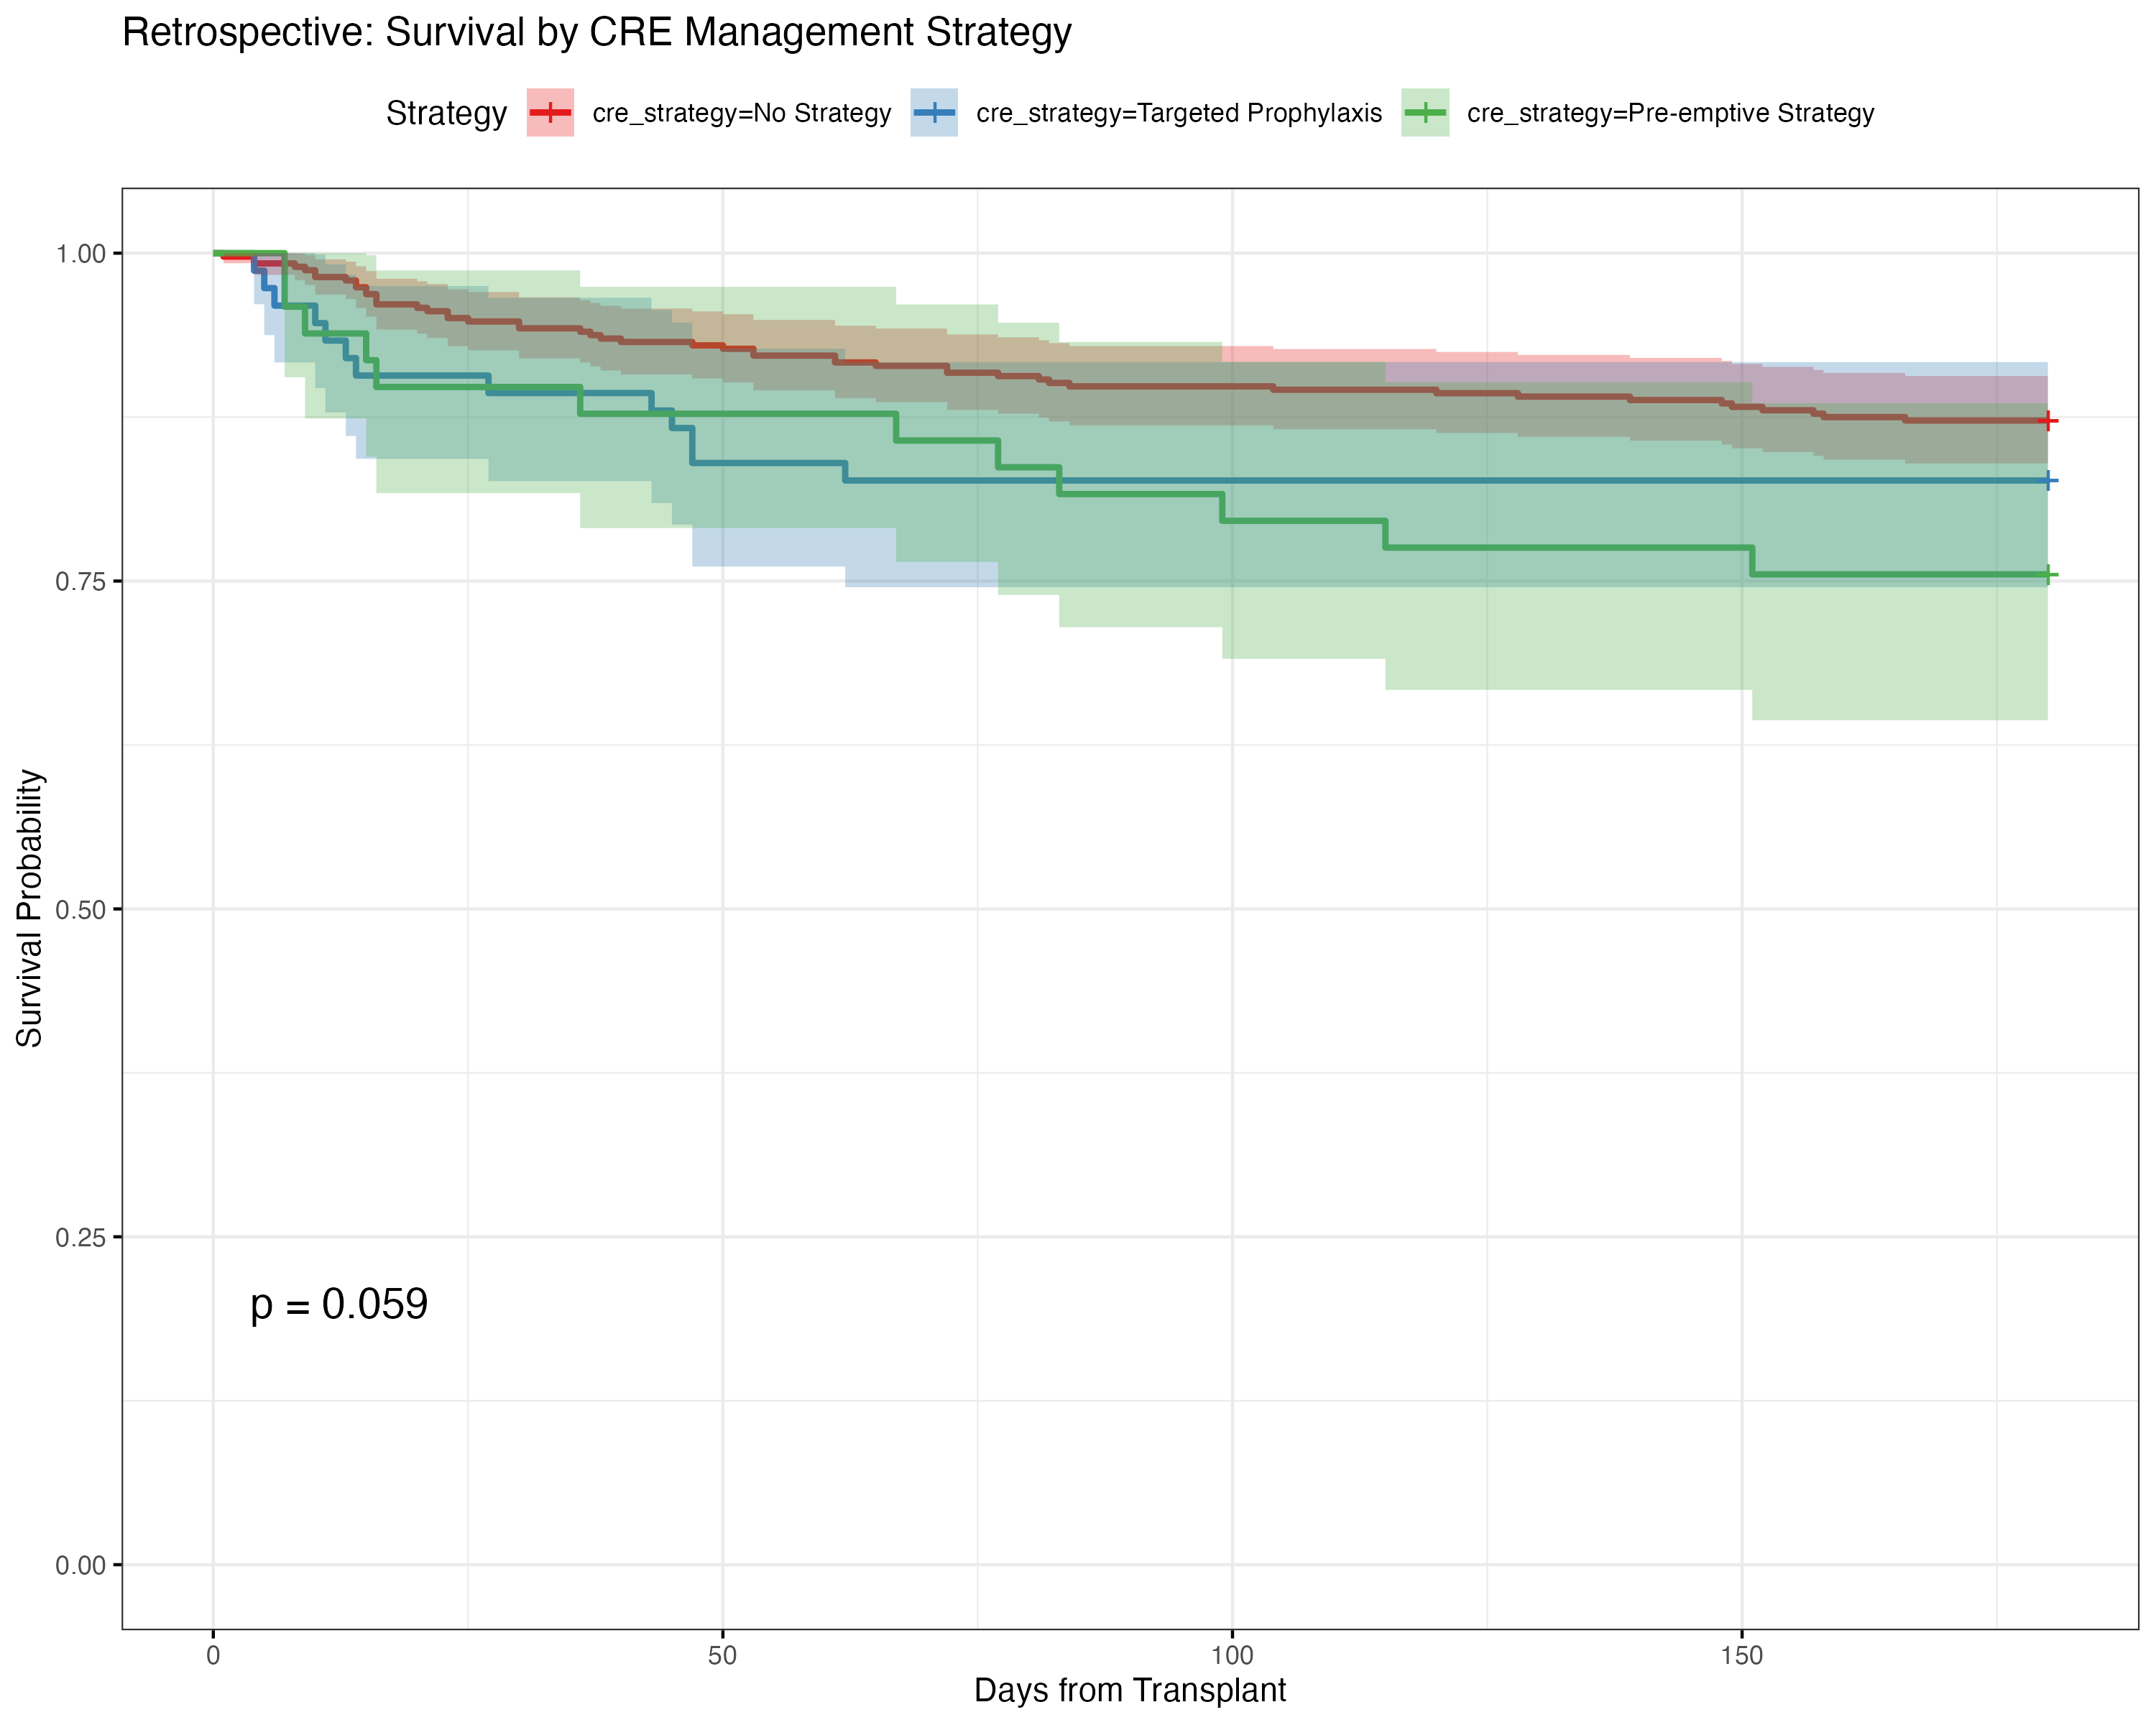 Retrospective: Survival by CRE Management Strategy
Strategy cre_strategy=No Strategy cre_strategy=Targeted Prophylaxis cre_strategy=Pre-emptive Strategy
1.00
0.75
0.50
0.25
0.00
Survival Probability
p = 0.059
0 50 100 150
Days from Transplant